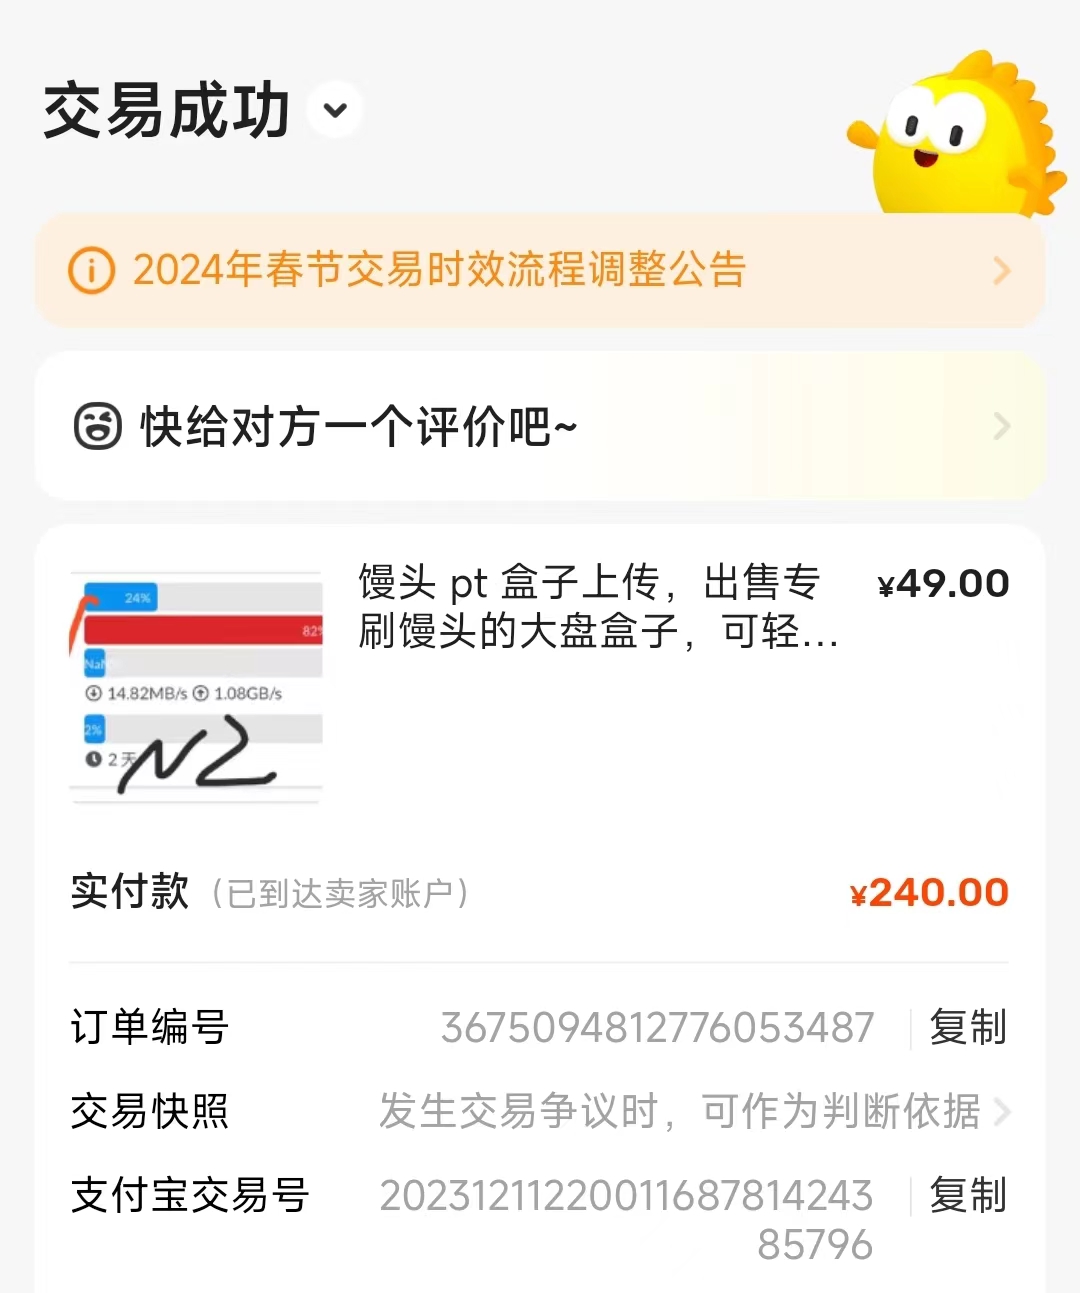 交易成功
2024年春节交易时效流程调整公告
快给对方一个评价吧~
24%
82%
NaN
14.82MB/s 1.08GB/s
2%
2 天
N2
馒头 pt 盒子上传，出售专
刷馒头的大盘盒子，可轻...
¥49.00
实付款（已到达卖家账户）
¥240.00
订单编号 3675094812776053487 复制
交易快照 发生交易争议时，可作为判断依据
支付宝交易号 20231211220011687814243
85796 复制